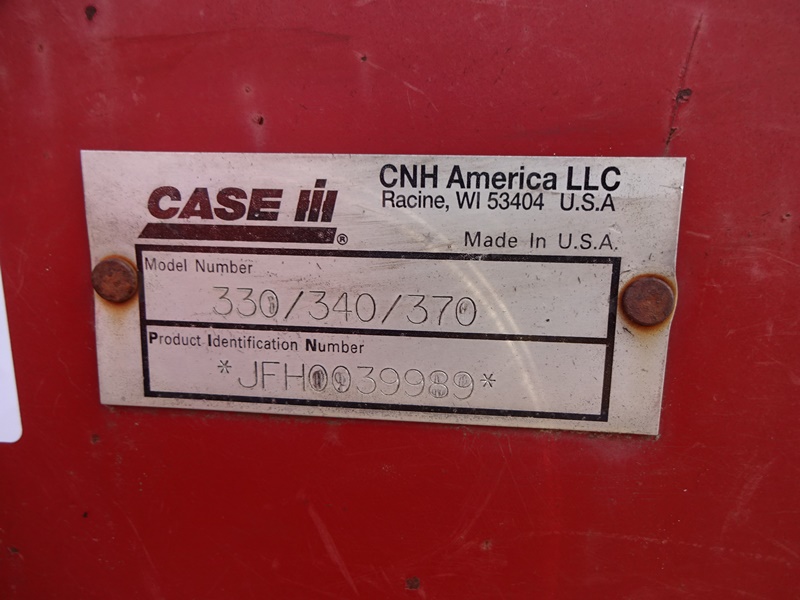 CASE IH®
CNH America LLC
Racine, WI 53404 U.S.A
Made In U.S.A.
Model Number
330/340/370
Product Identification Number
*JFH0039989*